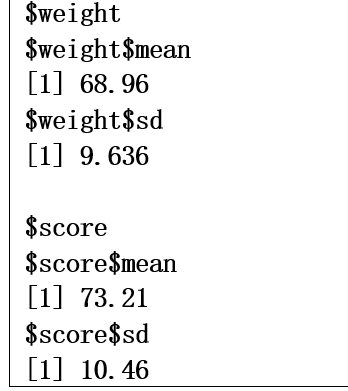 $weight
$weight$mean
[1] 68.96
$weight$sd
[1] 9.636
$score
$score$mean
[1] 73.21
$score$sd
[1] 10.46